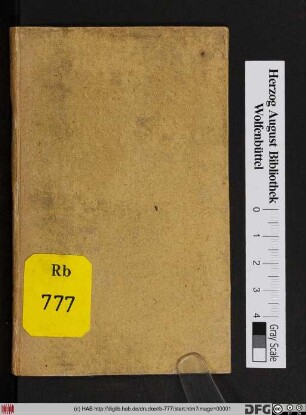 Rb
777
Herzog August Bibliothek
Wolfenbüttel
0
1
2
3
4
Gray Scale
(c) HAB http://diglib.hab.de/drucke/rb-777/start.htm?image=00001
DFG